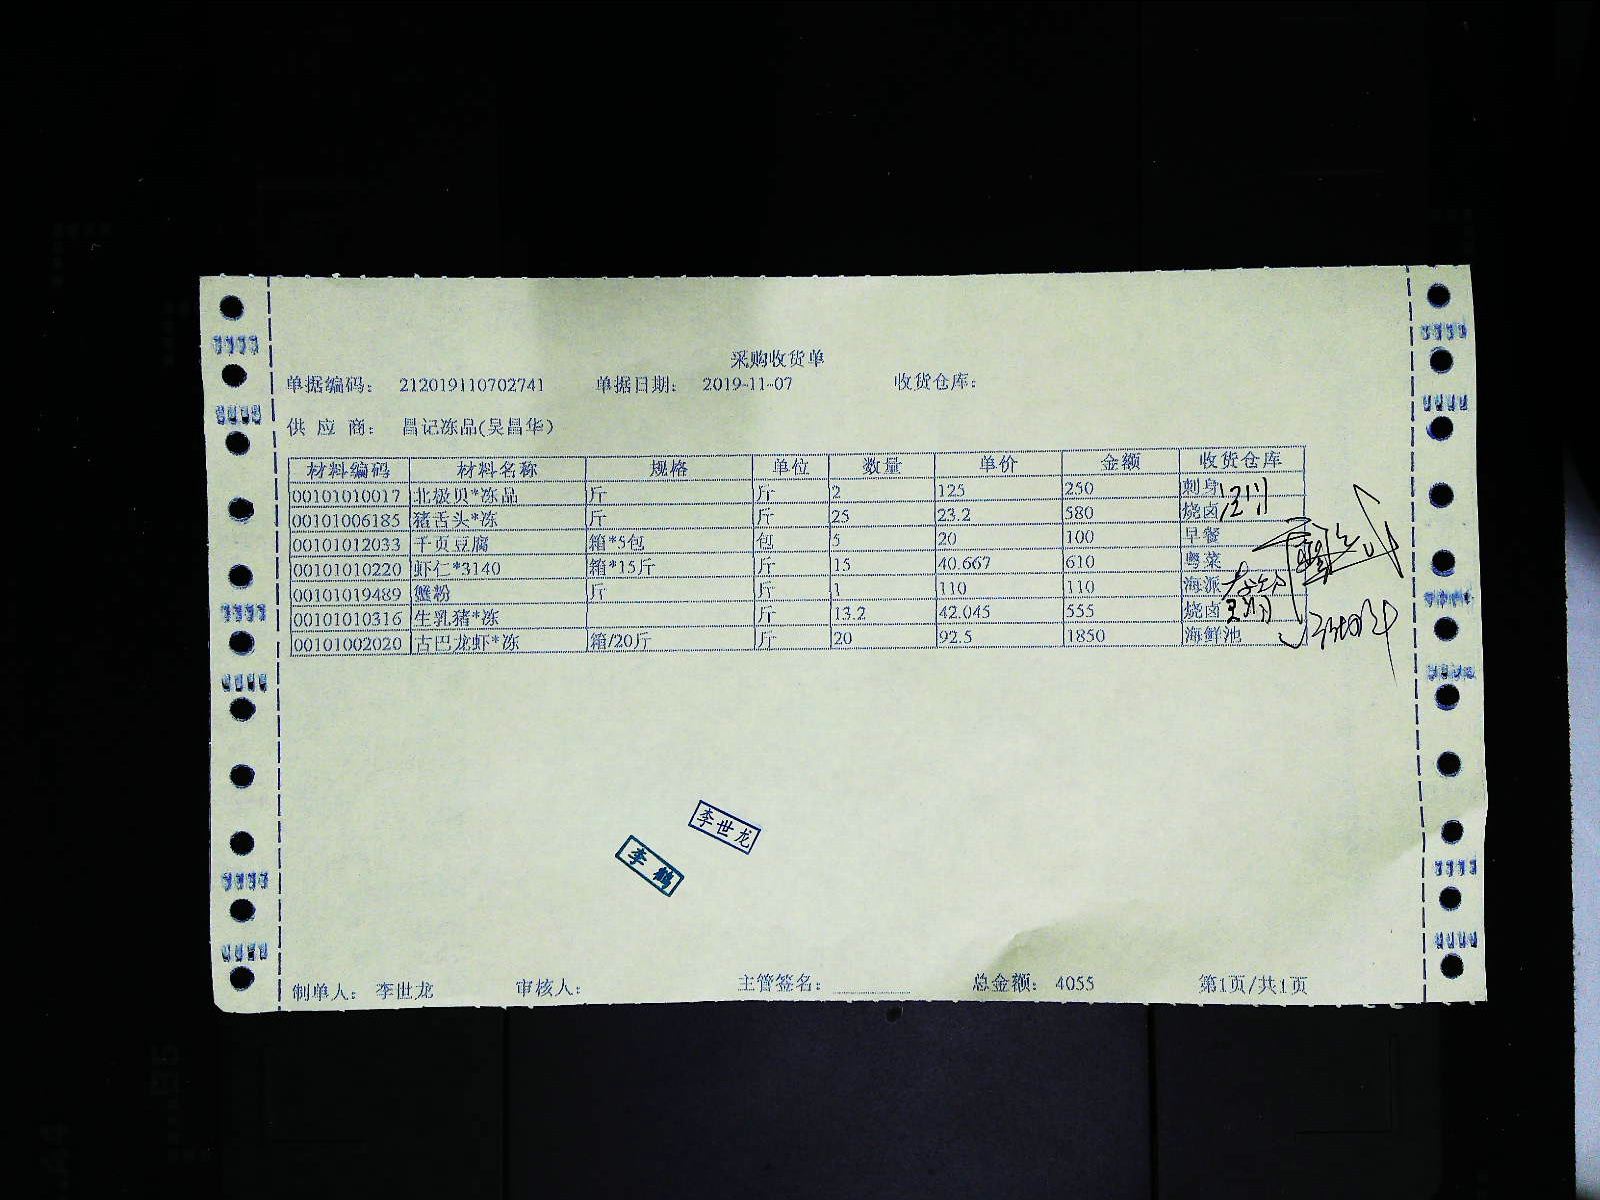 采购收货单
单据编码： 212019110702741 单据日期： 2019-11-07 收货仓库：
供 应 商： 昌记冻品(吴昌华)
材料编码 材料名称 规格 单位 数量 单价 金额 收货仓库
00101010017 北极贝*冻品 斤 斤 2 125 250 刺身
00101006185 猪舌头*冻 斤 斤 25 23.2 580 烧卤
00101012033 千页豆腐 箱*5包 包 5 20 100 早餐
00101010220 虾仁*3140 箱*15斤 斤 15 40.667 610 粤菜
00101019489 蟹粉 斤 斤 1 110 110 海派
00101010316 生乳猪*冻 斤 13.2 42.045 555 烧卤
00101002020 古巴龙虾*冻 箱/20斤 斤 20 92.5 1850 海鲜池
李世龙
李鹤
制单人： 李世龙 审核人： 主管签名： 总金额： 4055 第1页/共1页